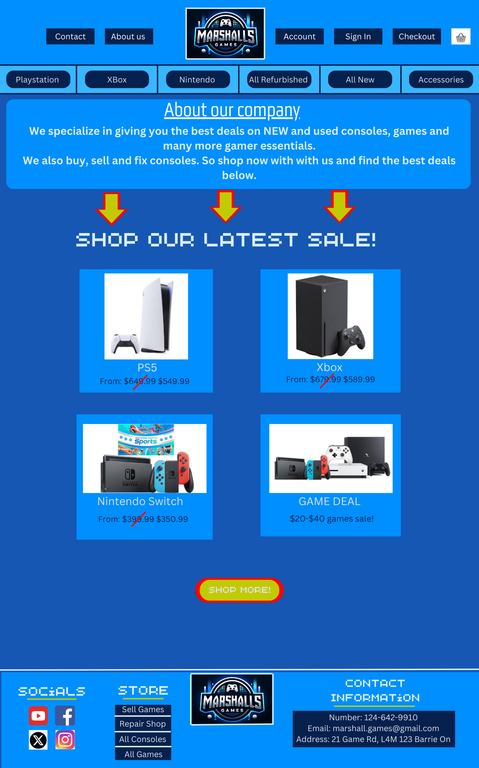 MARSHALLS
GAMES
Contact
About us
Account
Sign In
Checkout
Playstation
XBox
Nintendo
All Refurbished
All New
Accessories
About our company
We specialize in giving you the best deals on NEW and used consoles, games and
many more gamer essentials.
We also buy, sell and fix consoles. So shop now with with us and find the best deals
below.
SHOP OUR LATEST SALE!
PS5
From: $649.99 $549.99
Xbox
From: $679.99 $589.99
Sports
Nintendo Switch
From: $399.99 $350.99
GAME DEAL
$20-$40 games sale!
SHOP MORE!
SOCiALS
STORE
Sell Games
Repair Shop
All Consoles
All Games
MARSHALLS
GAMES
CONTACT
INFORMATiON
Number: 124-642-9910
Email: marshall.games@gmail.com
Address: 21 Game Rd, L4M 123 Barrie On